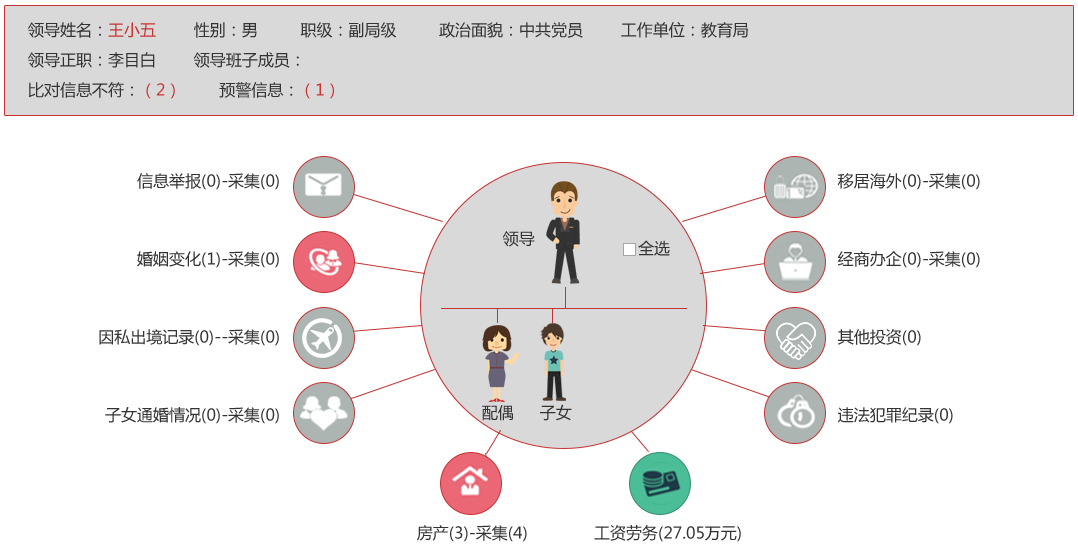 领导姓名：王小五 性别：男 职级：副局级 政治面貌：中共党员 工作单位：教育局
领导正职：李目白 领导班子成员：
比对信息不符：（2） 预警信息：（1）
信息举报(0)-采集(0)
移居海外(0)-采集(0)
领导
全选
婚姻变化(1)-采集(0)
经商办企(0)-采集(0)
因私出境记录(0)--采集(0)
其他投资(0)
子女通婚情况(0)-采集(0)
配偶
子女
违法犯罪纪录(0)
房产(3)-采集(4)
工资劳务(27.05万元)